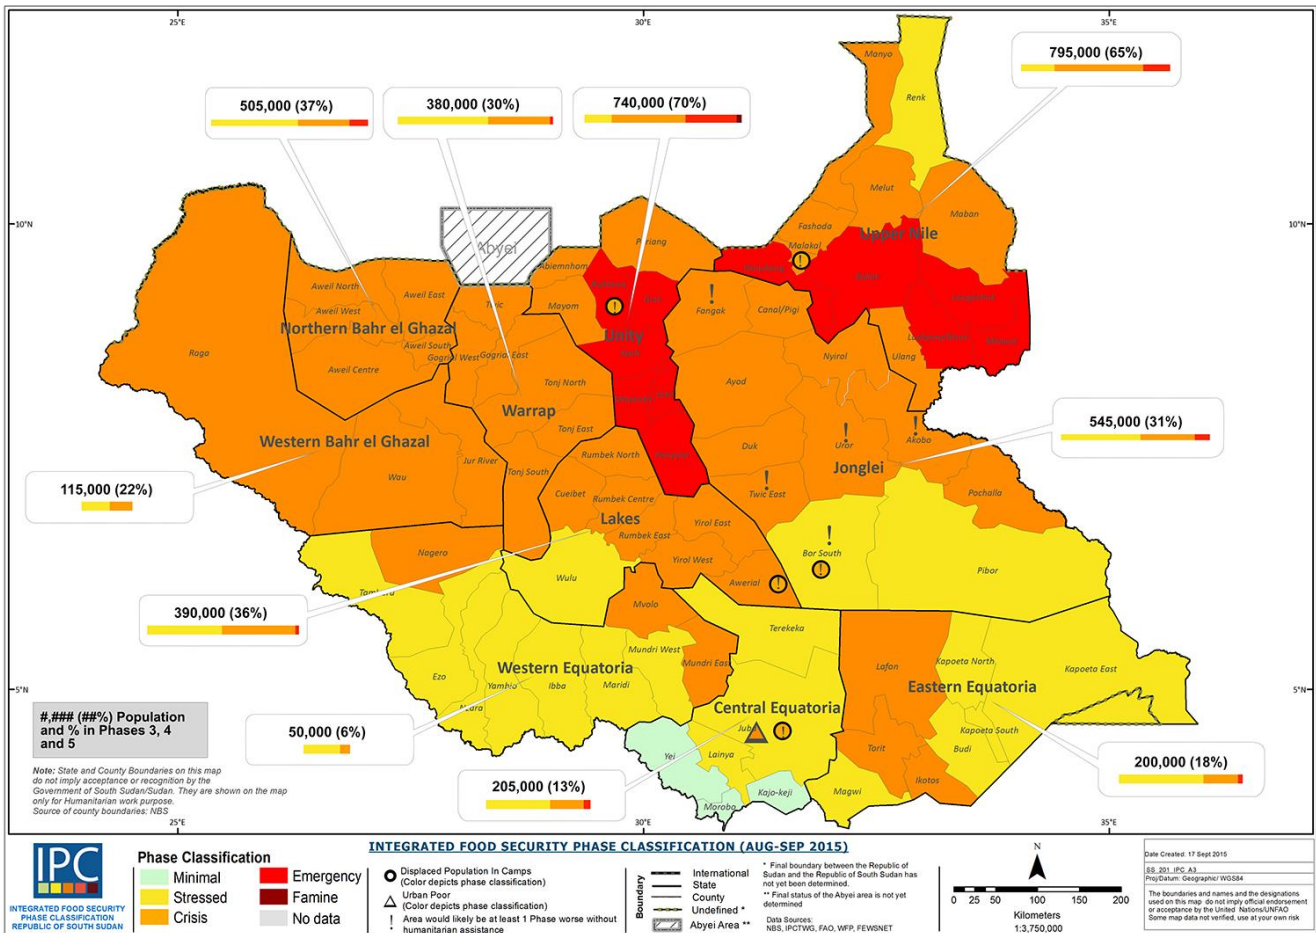 25°E
30°E
35°E
Manyo
795,000 (65%)
Renk
505,000 (37%)
380,000 (30%)
740,000 (70%)
Melut
Maban
10°N
Fashoda
Upper Nile
10°N
Abyei
Pariang
Malakal
Abiemnhom
Aweil North
Aweil East
Twic
Mayom
Fangak
Canal/Pigi
Aweil West
Northern Bahr el Ghazal
Unity
Aweil South
Gogrial West
Gogrial East
Nyirol
Ulang
Raga
Aweil Centre
Tonj North
Ayod
Warrap
545,000 (31%)
Western Bahr el Ghazal
Tonj East
Duk
Uror
Akobo
Jur River
Rumbek North
Jonglei
115,000 (22%)
Wau
Tonj South
Cueibet
Rumbek Centre
Twic East
Pochalla
Lakes
Yirol East
Rumbek East
Nagero
Yirol West
Bor South
Wulu
Awerial
Pibor
390,000 (36%)
Tambura
Mvolo
Terekeka
Mundri West
Mundri East
Lafon
Kapoeta North
Kapoeta East
Western Equatoria
Ezo
Yambio
Ibba
Maridi
Eastern Equatoria
5°N
5°N
Nzara
Central Equatoria
#,### (##%) Population
and % in Phases 3, 4
and 5
50,000 (6%)
Juba
Kapoeta South
Yei
Lainya
Torit
Budi
Ikotos
200,000 (18%)
Note: State and County Boundaries on this map
do not imply acceptance or recognition by the
Government of South Sudan/Sudan. They are shown on the map
only for Humanitarian work purpose.
Source of county boundaries: NBS
205,000 (13%)
Morobo
Kajo-keji
Magwi
25°E
30°E
35°E
IPC
INTEGRATED FOOD SECURITY
PHASE CLASSIFICATION
REPUBLIC OF SOUTH SUDAN
Phase Classification
Minimal
Stressed
Crisis
Emergency
Famine
No data
INTEGRATED FOOD SECURITY PHASE CLASSIFICATION (AUG-SEP 2015)
Displaced Population In Camps
(Color depicts phase classification)
Urban Poor
(Color depicts phase classification)
! Area would likely be at least 1 Phase worse without
humanitarian assistance
Boundary
International
State
County
Undefined *
Abyei Area **
* Final boundary between the Republic of
Sudan and the Republic of South Sudan has
not yet been determined.
** Final status of the Abyei area is not yet
determined
Data Sources:
NBS, IPCTWG, FAO, WFP, FEWSNET
N
0 25 50 100 150 200
Kilometers
1:3,750,000
Date Created: 17 Sept 2015
SS_201_IPC_A3
Proj/Datum: Geographic/ WGS84
The boundaries and names and the designations
used on this map do not imply official endorsement
or acceptance by the United Nations/UNFAO
Some map data not verified, use at your own risk